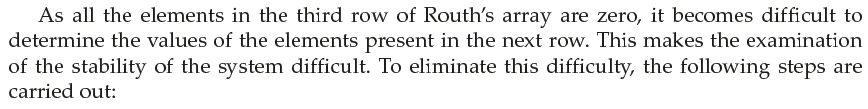 As all the elements in the third row of Routh's array are zero, it becomes difficult to
determine the values of the elements present in the next row. This makes the examination
of the stability of the system difficult. To eliminate this difficulty, the following steps are
carried out: